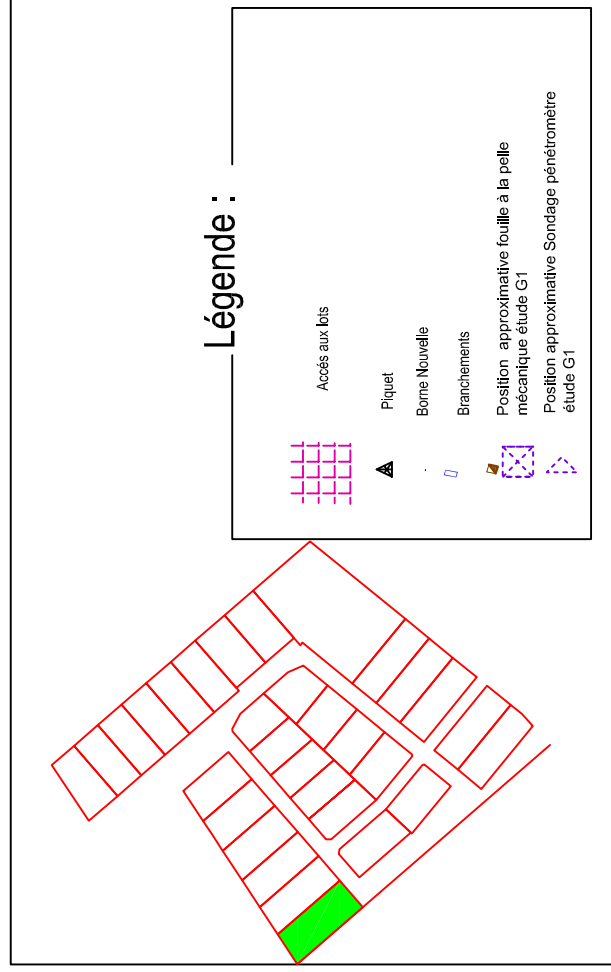 Légende :
Accés aux lots
Piquet
Borne Nouvelle
Branchements
Position approximative fouille à la pelle
mécanique étude G1
Position approximative Sondage pénétromètre
étude G1